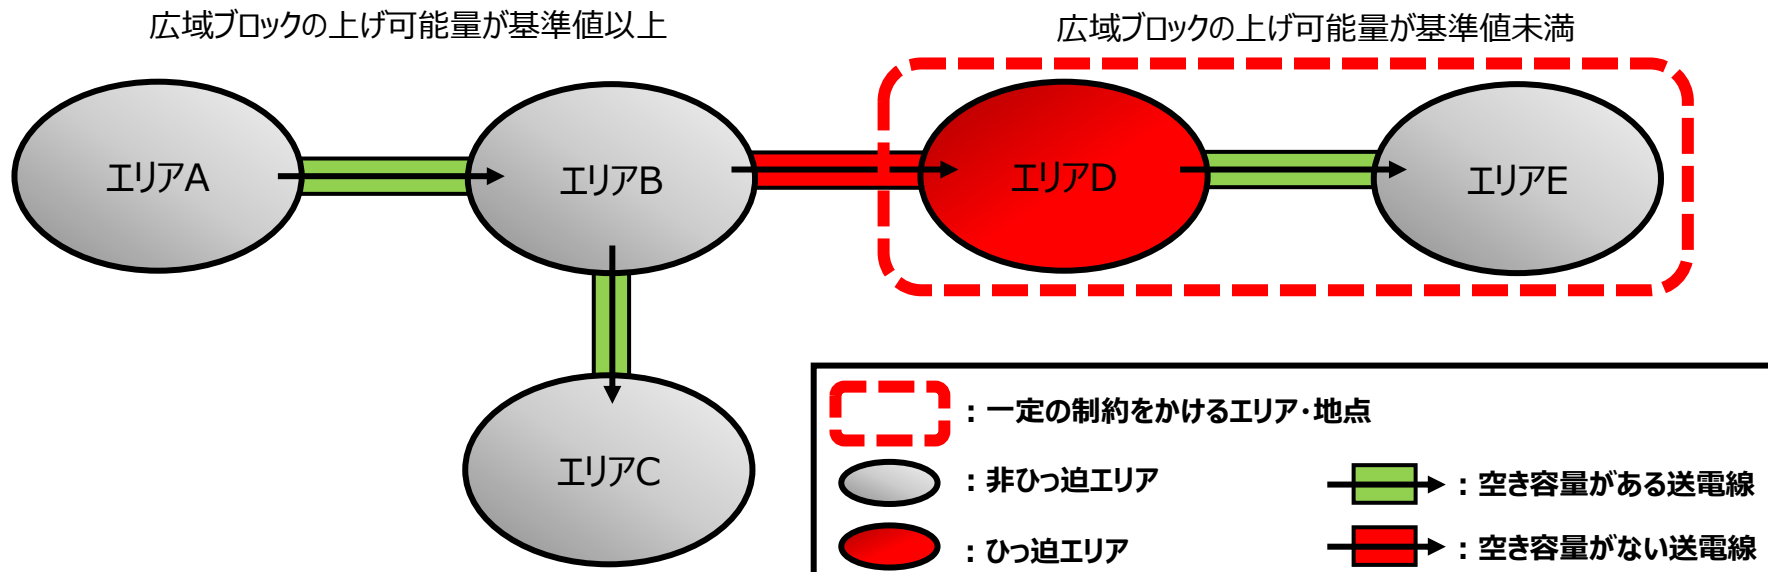 広域ブロックの上げ可能量が基準値以上
広域ブロックの上げ可能量が基準値未満
エリアA
エリアB
エリアD
エリアE
エリアC
：一定の制約をかけるエリア・地点
：非ひっ迫エリア
：空き容量がある送電線
：ひっ迫エリア
：空き容量がない送電線